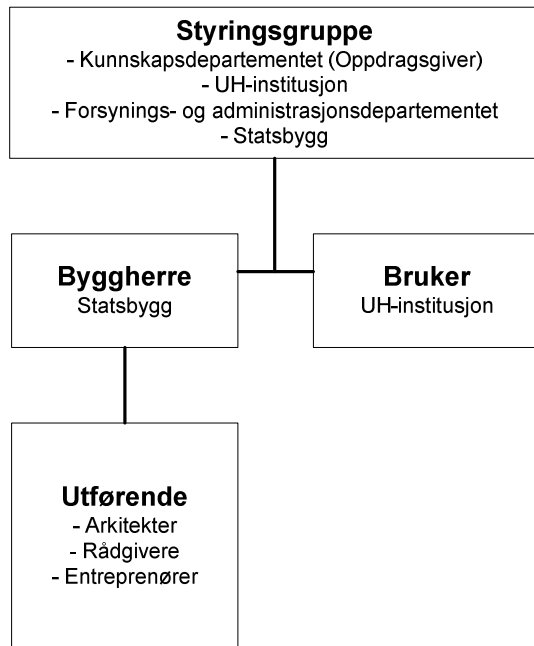 Styringsgruppe
- Kunnskapsdepartementet (Oppdragsgiver)
- UH-institusjon
- Forsynings- og administrasjonsdepartementet
- Statsbygg
Byggherre
Statsbygg
Bruker
UH-institusjon
Utførende
- Arkitekter
- Rådgivere
- Entreprenører